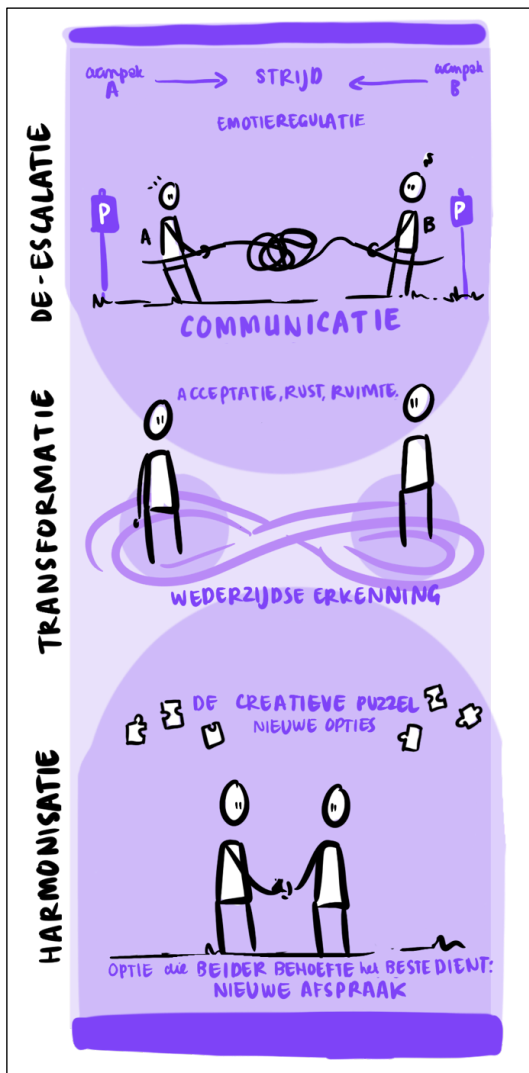 DE-ESCALATIE
aanpak A
STRIJD
aanpak B
EMOTIEREGULATIE
P
P
A
B
COMMUNICATIE
TRANSFORMATIE
ACCEPTATIE, RUST, RUIMTE.
WEDERZIJDSE ERKENNING
HARMONISATIE
DE CREATIEVE PUZZEL
NIEUWE OPTIES
OPTIE die BEIDER BEHOEFTE het BESTE DIENT:
NIEUWE AFSPRAAK